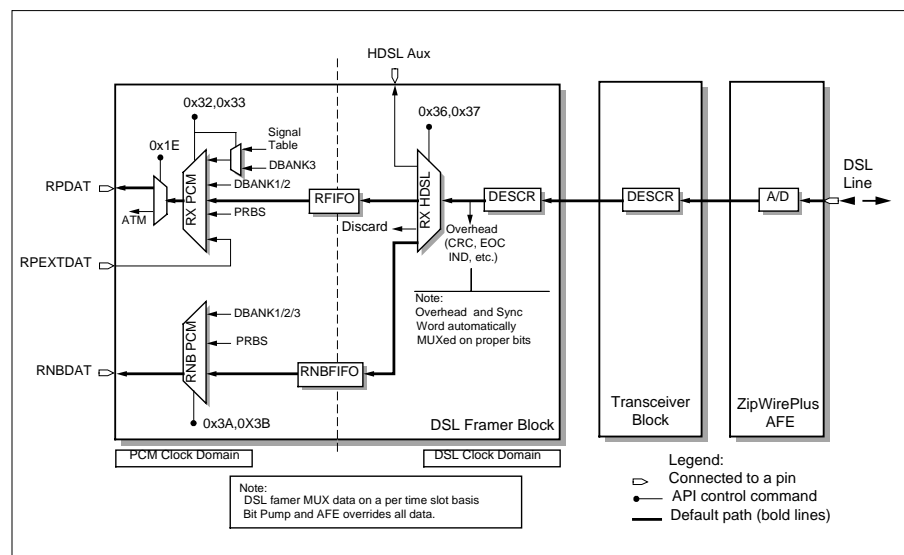 HDSL Aux
0x32,0x33
0x36,0x37
0x1E
Signal
Table
DBANK3
DSL
Line
RPDAT
RX PCM
DBANK1/2
RFIFO
RX HDSL
DESCR
DESCR
A/D
ATM
PRBS
Discard
Overhead
(CRC, EOC
IND, etc.)
RPEXTDAT
Note:
Overhead and Sync
Word automatically
MUXed on proper bits
DBANK1/2/3
RNB PCM
PRBS
RNBDAT
RNBFIFO
0x3A,0X3B
DSL Framer Block
Transceiver
Block
ZipWirePlus
AFE
PCM Clock Domain
DSL Clock Domain
Legend:
Connected to a pin
API control command
Default path (bold lines)
Note:
DSL famer MUX data on a per time slot basis
Bit Pump and AFE overrides all data.